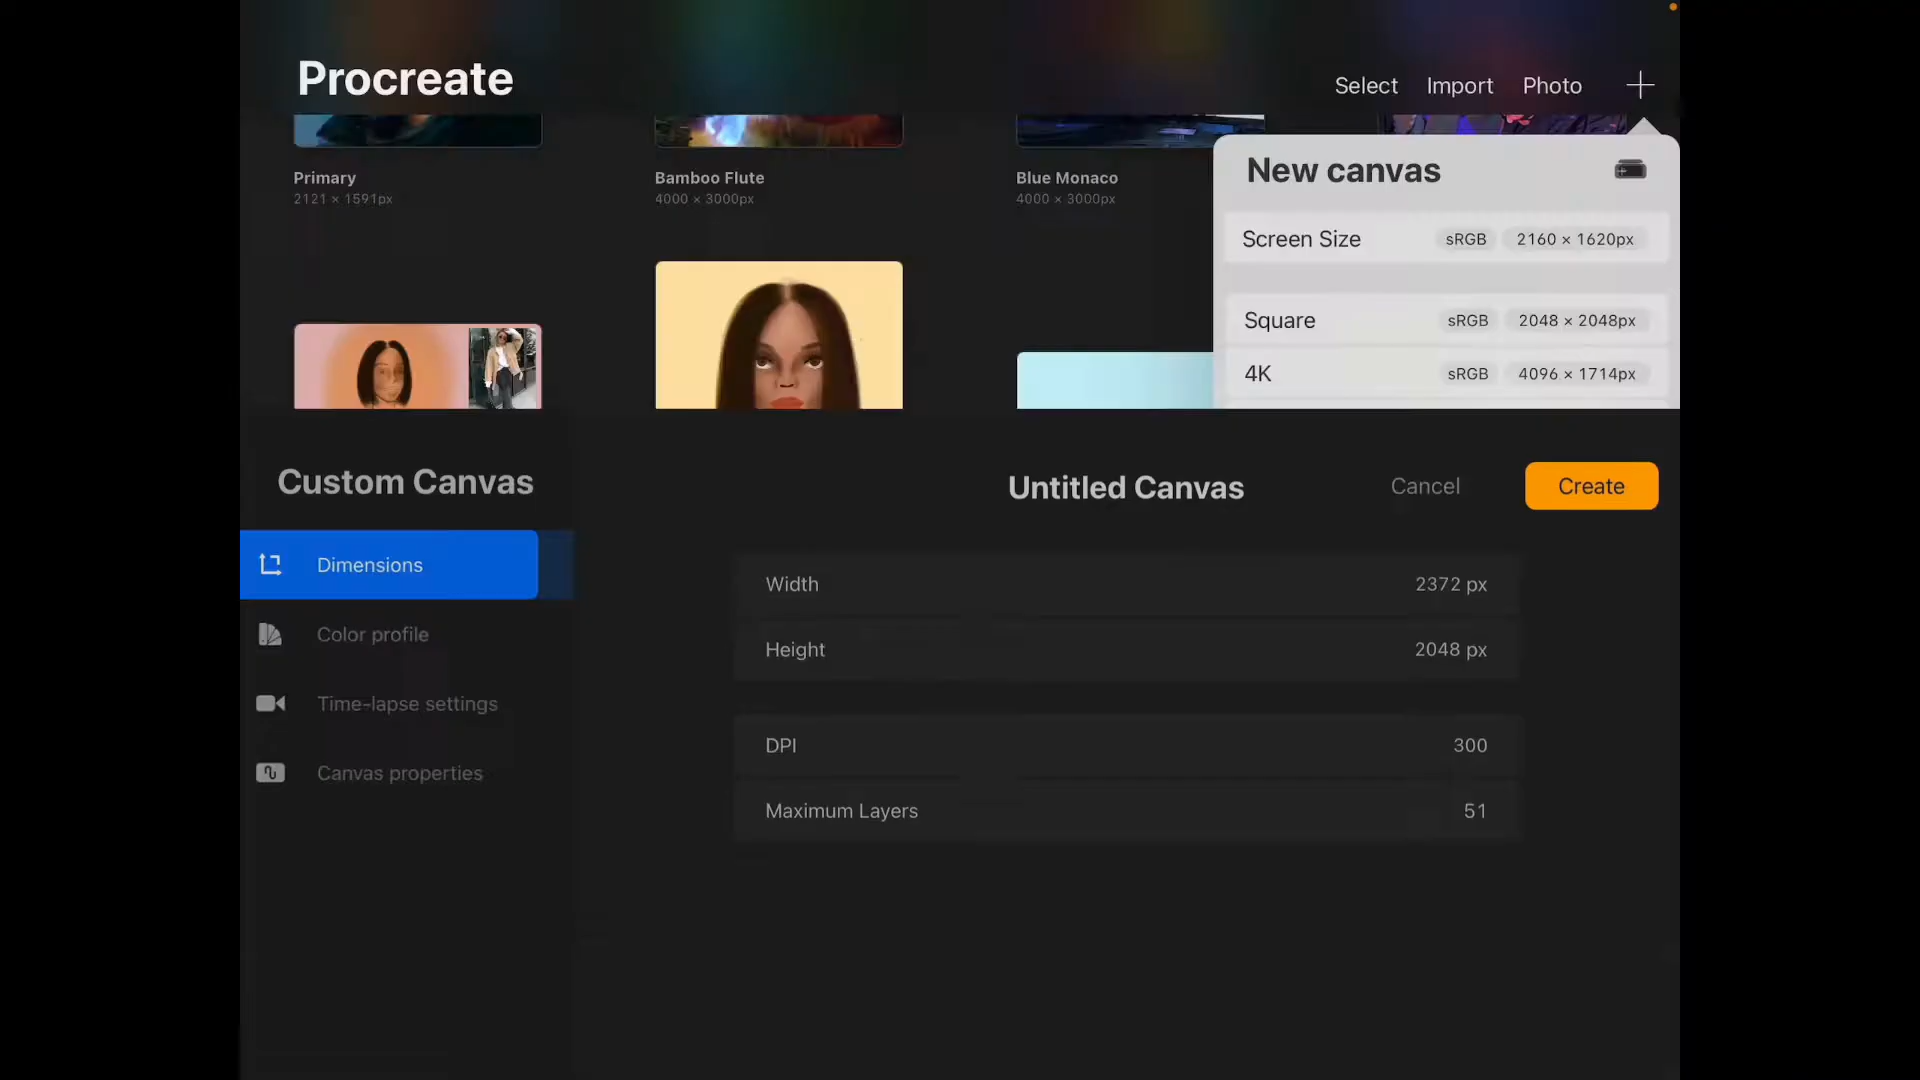 Procreate
Select Import Photo
Primary
2121 × 1591px
Bamboo Flute
4000 × 3000px
Blue Monaco
4000 × 3000px
New canvas
Screen Size sRGB 2160 × 1620px
Square sRGB 2048 × 2048px
4K sRGB 4096 × 1714px
Custom Canvas
Dimensions
Color profile
Time-lapse settings
Canvas properties
Untitled Canvas
Cancel
Create
Width 2372 px
Height 2048 px
DPI 300
Maximum Layers 51